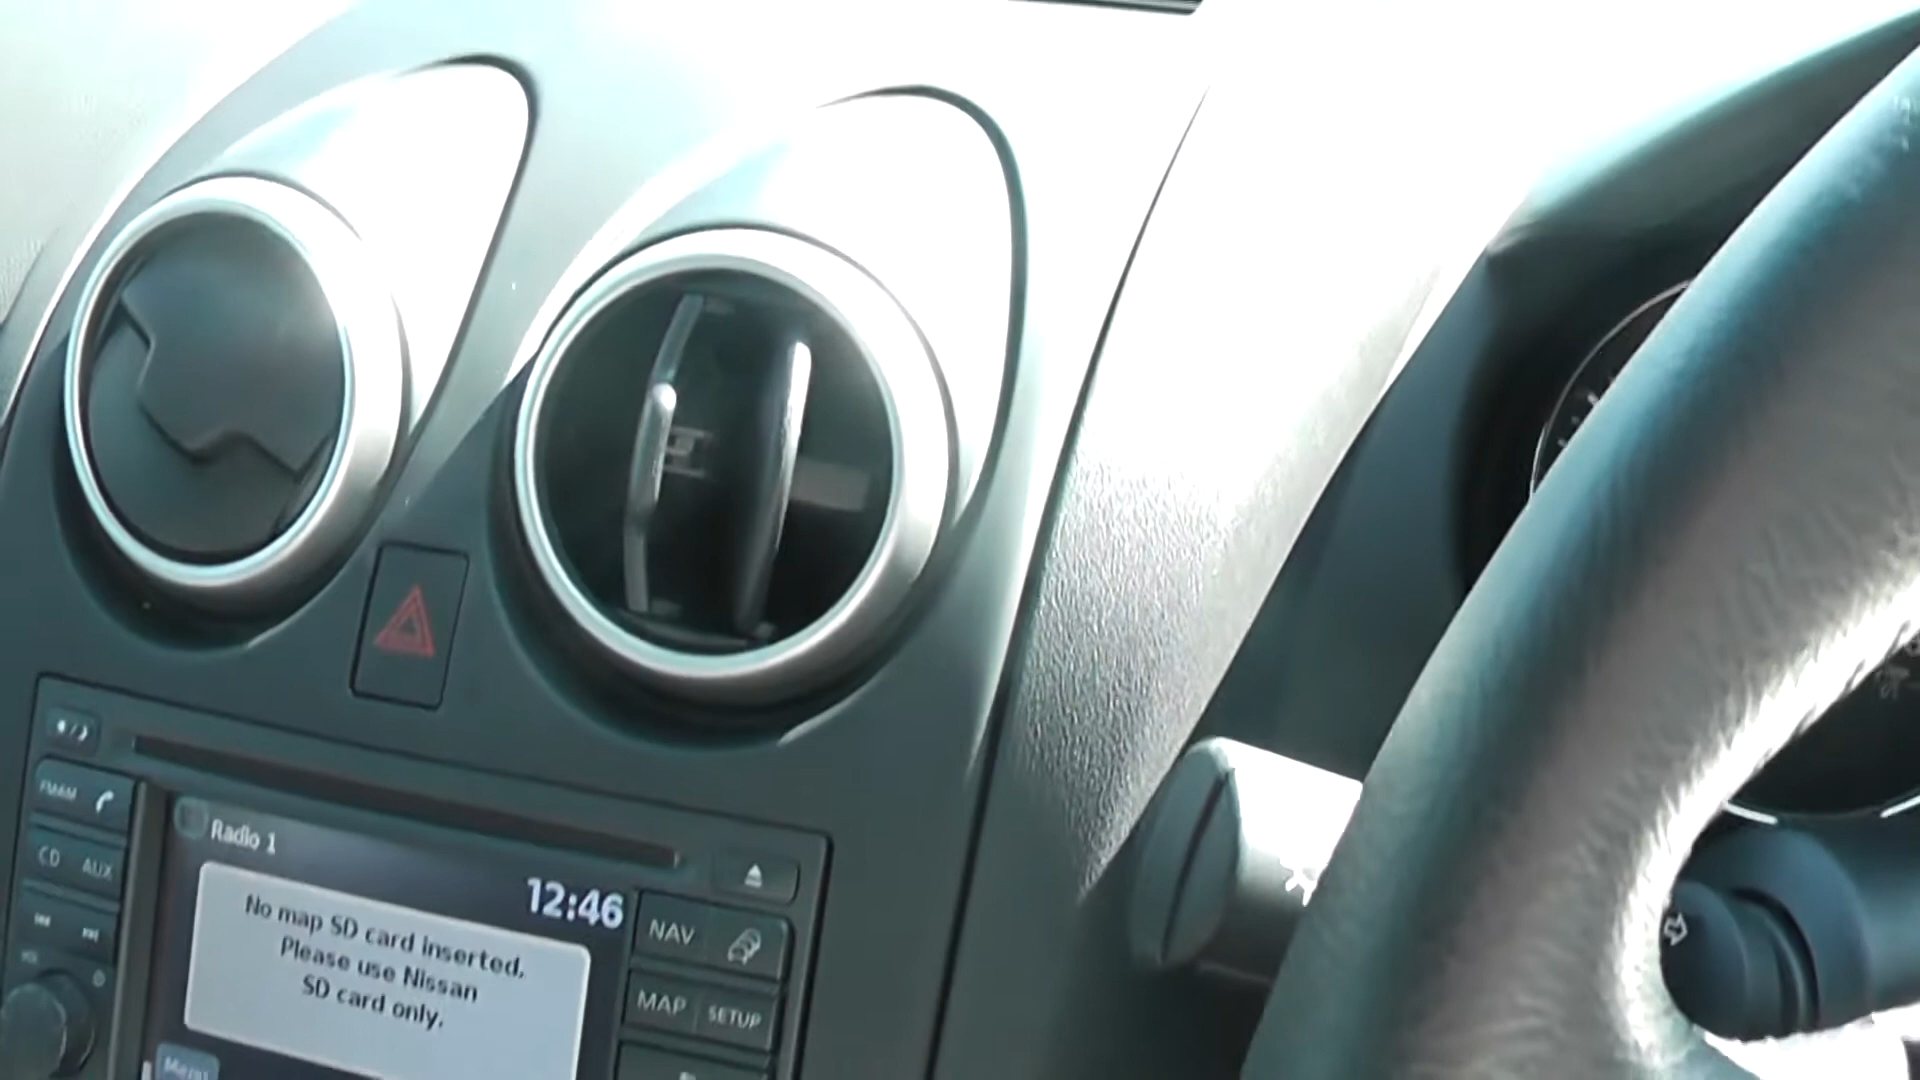 FM·AM
CD AUX
Radio 1
12:46
No map SD card inserted.
Please use Nissan
SD card only.
NAV
MAP SETUP
Menu